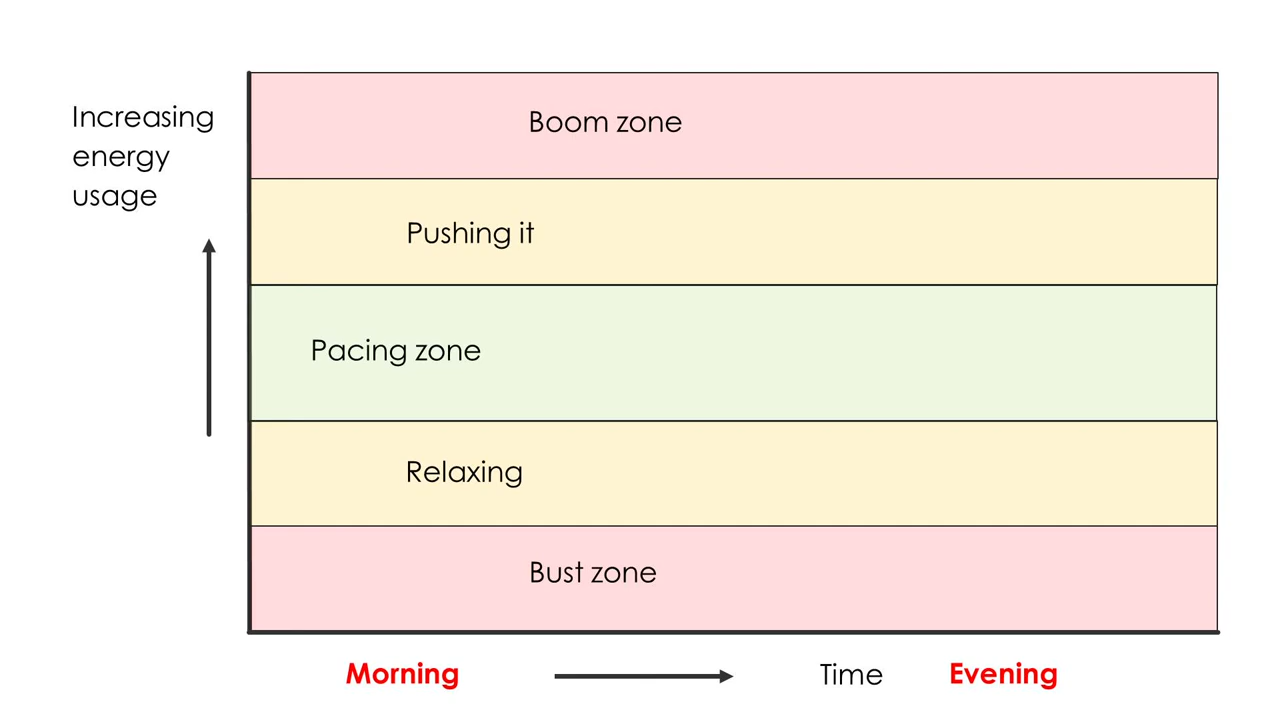 Increasing
energy
usage
Boom zone
Pushing it
Pacing zone
Relaxing
Bust zone
Morning
Time
Evening